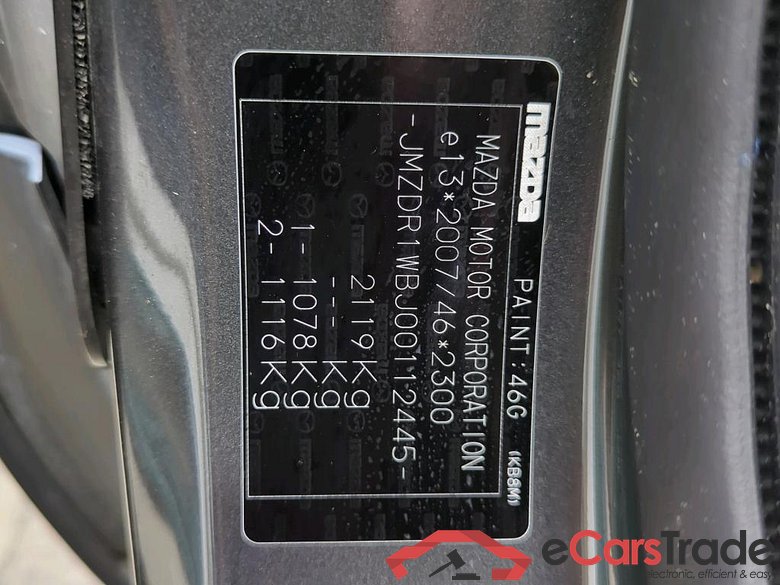 mazda PAINT:46G (KB8M)
MAZDA MOTOR CORPORATION
e13*2007/46*2300
-JMZDR1WBJ00112445-
2119Kg
--- Kg
1- 1078Kg
2- 1116Kg
eCarsTrade
electronic, efficient & easy